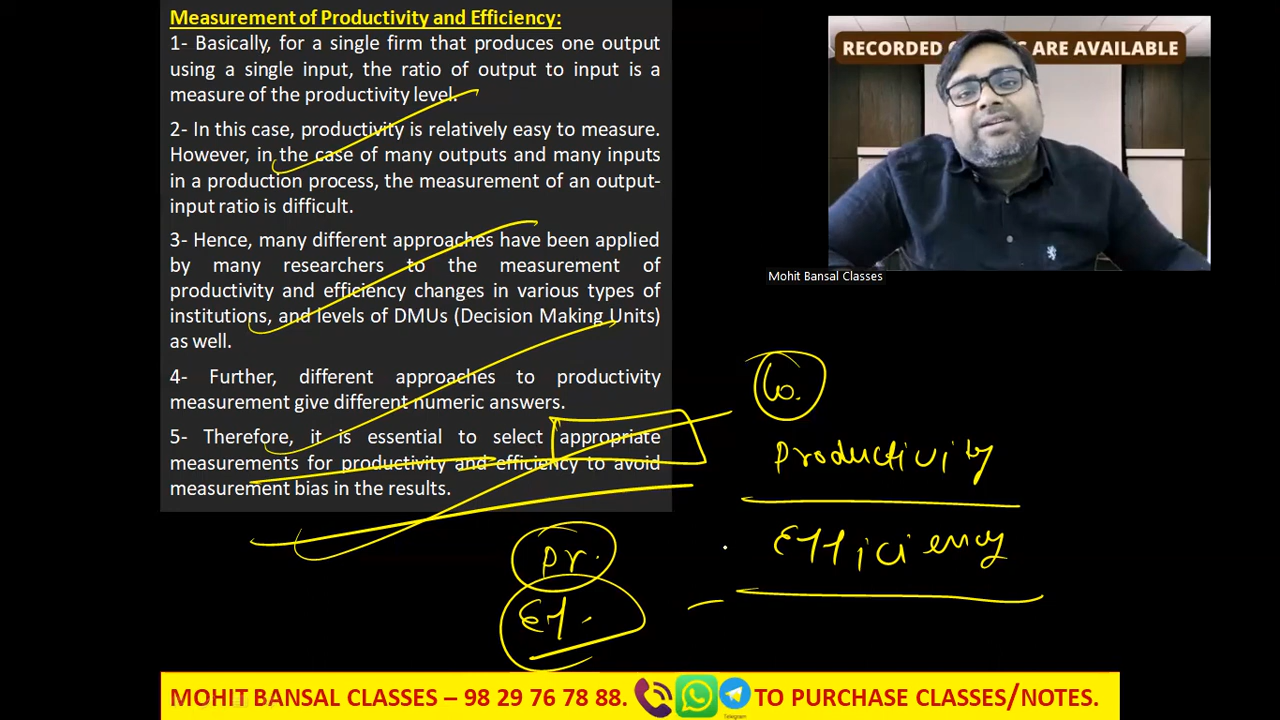 Measurement of Productivity and Efficiency:
1- Basically, for a single firm that produces one output
using a single input, the ratio of output to input is a
measure of the productivity level.
2- In this case, productivity is relatively easy to measure.
However, in the case of many outputs and many inputs
in a production process, the measurement of an output-
input ratio is difficult.
3- Hence, many different approaches have been applied
by many researchers to the measurement of
productivity and efficiency changes in various types of
institutions, and levels of DMUs (Decision Making Units)
as well.
4- Further, different approaches to productivity
measurement give different numeric answers.
5- Therefore, it is essential to select appropriate
measurements for productivity and efficiency to avoid
measurement bias in the results.
RECORDED ARE AVAILABLE
Mohit Bansal Classes
Productivity
Efficiency
Pr.
Ef.
MOHIT BANSAL CLASSES – 98 29 76 78 88.
Telegram
TO PURCHASE CLASSES/NOTES.